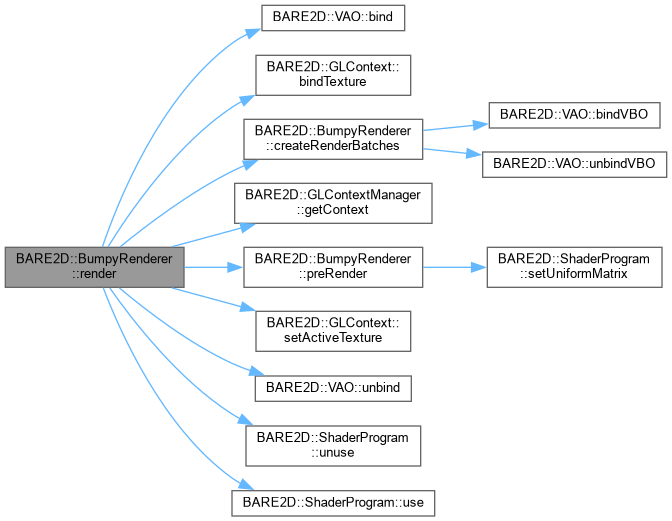 BARE2D::VAO::bind
BARE2D::GLContext::
bindTexture
BARE2D::BumpyRenderer
::createRenderBatches
BARE2D::VAO::bindVBO
BARE2D::VAO::unbindVBO
BARE2D::GLContextManager
::getContext
BARE2D::BumpyRenderer
::render
BARE2D::BumpyRenderer
::preRender
BARE2D::ShaderProgram
::setUniformMatrix
BARE2D::GLContext::
setActiveTexture
BARE2D::VAO::unbind
BARE2D::ShaderProgram
::unuse
BARE2D::ShaderProgram::use